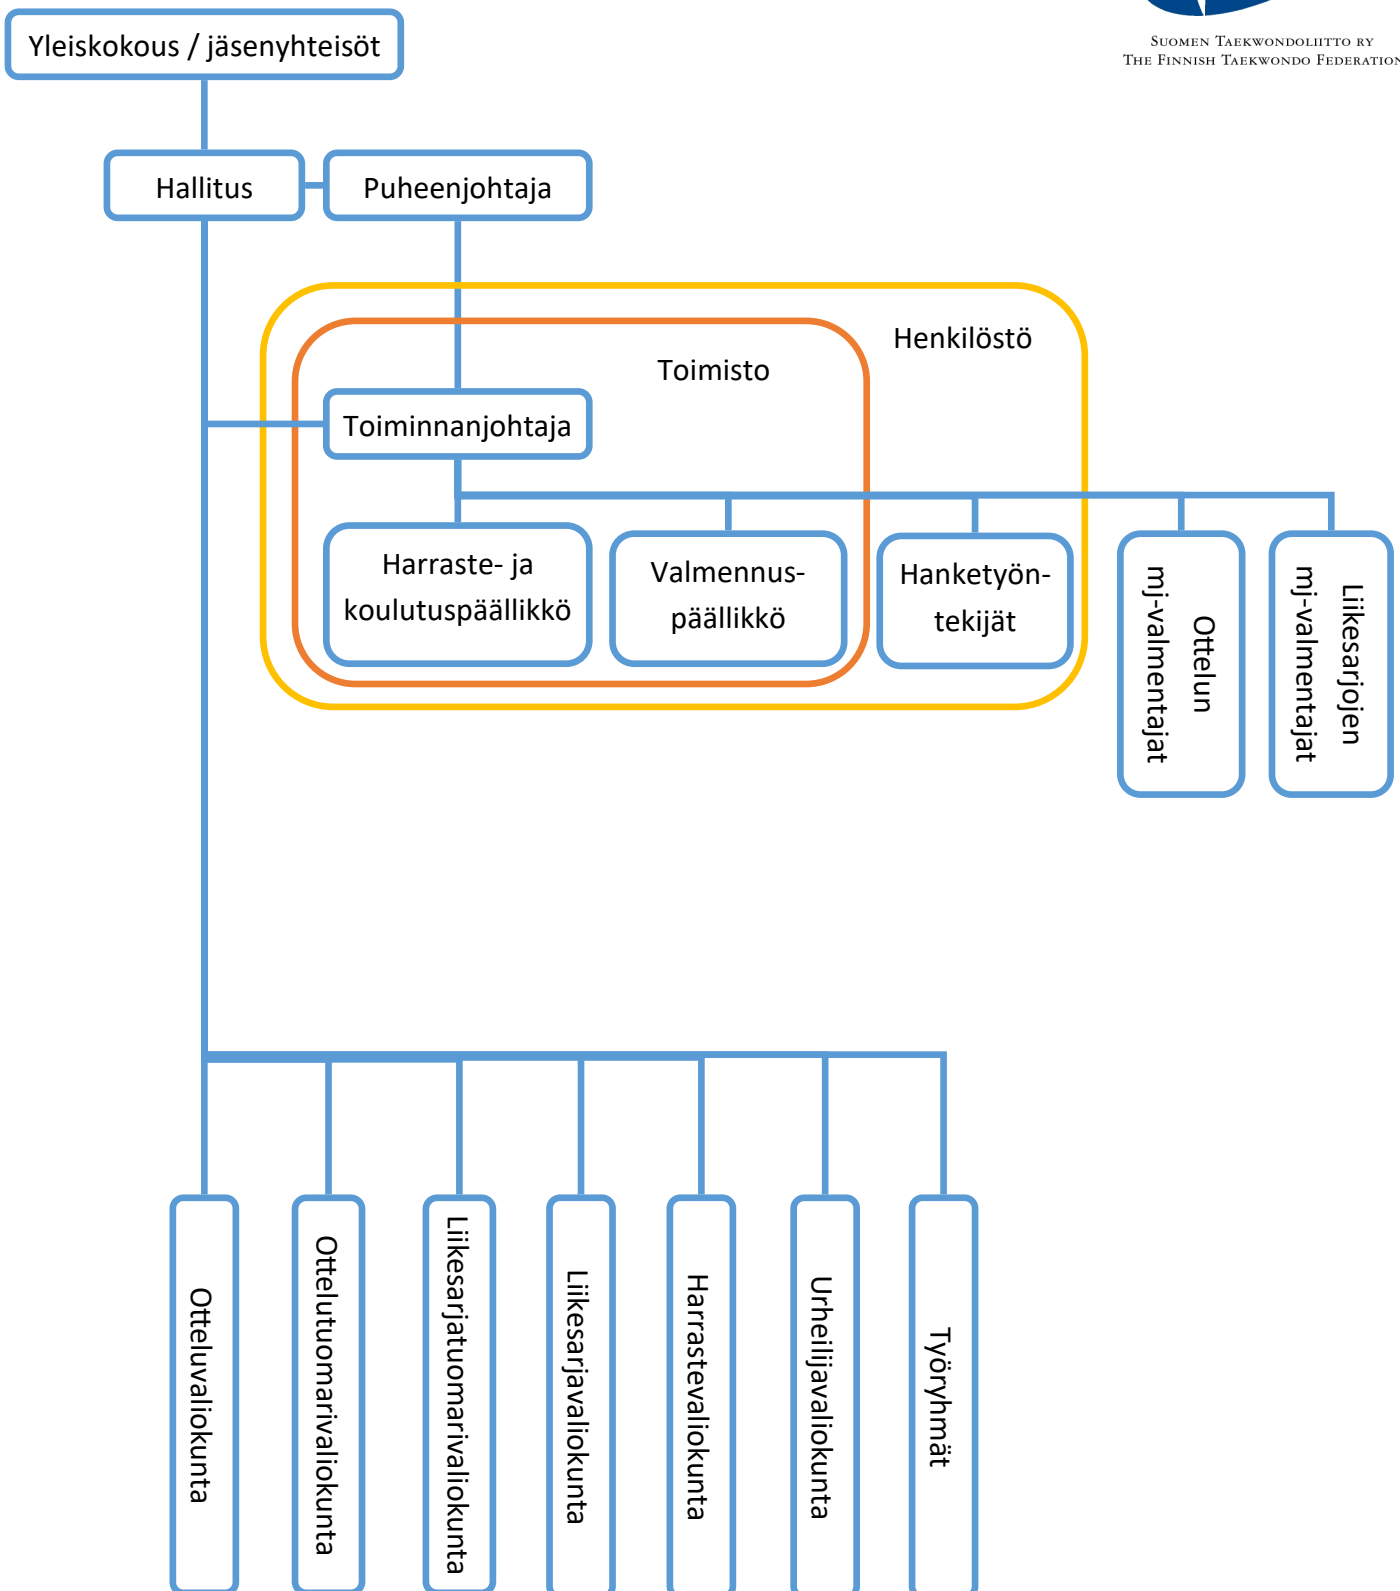 SUOMEN TAEKWONDOLIITTO RY
THE FINNISH TAEKWONDO FEDERATION
Yleiskokous / jäsenyhteisöt
Hallitus
Puheenjohtaja
Henkilöstö
Toimisto
Toiminnanjohtaja
Harraste- ja
koulutuspäällikkö
Valmennus-
päällikkö
Hanketyön-
tekijät
Ottelun
mj-valmentajat
Liikesarjojen
mj-valmentajat
Otteluvaliokunta
Ottelutuomarivaliokunta
Liikesarjatuomarivaliokunta
Liikesarjavaliokunta
Harrastevaliokunta
Urheilijavaliokunta
Työryhmät